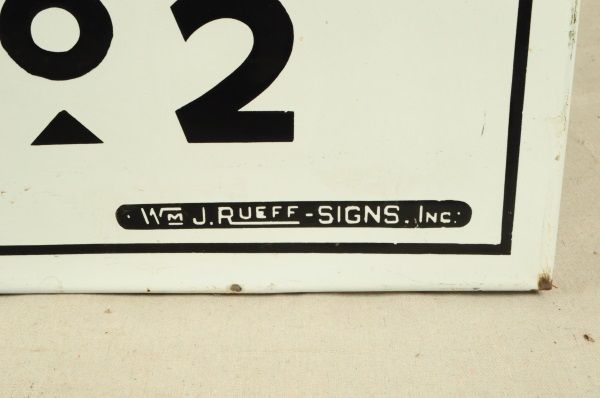 o 2
Wm J. RUEFF-SIGNS. INC.